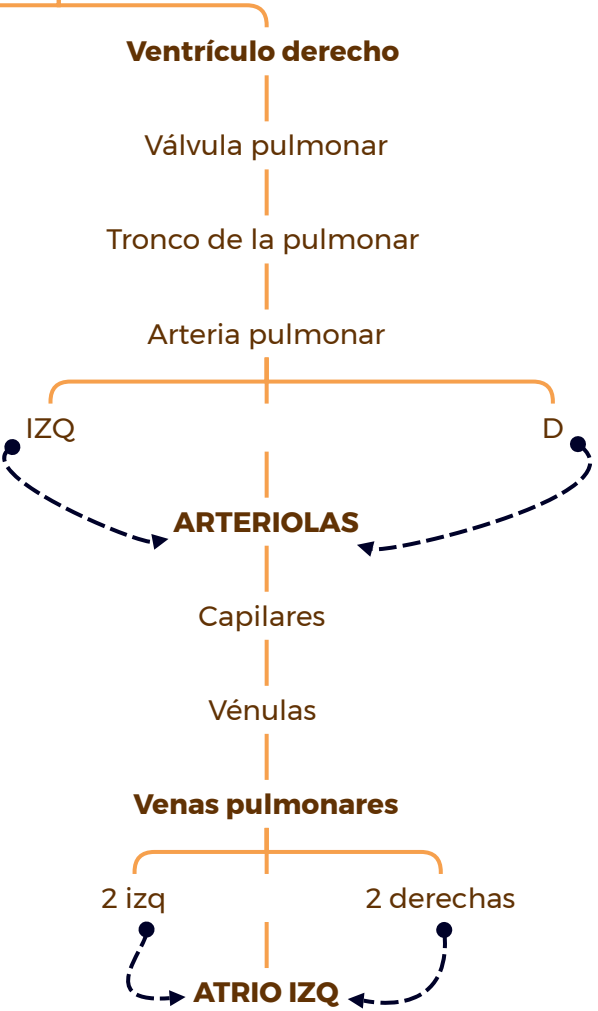 Ventrículo derecho
Válvula pulmonar
Tronco de la pulmonar
Arteria pulmonar
IZQ
D
ARTERIOLAS
Capilares
Vénulas
Venas pulmonares
2 izq
2 derechas
ATRIO IZQ